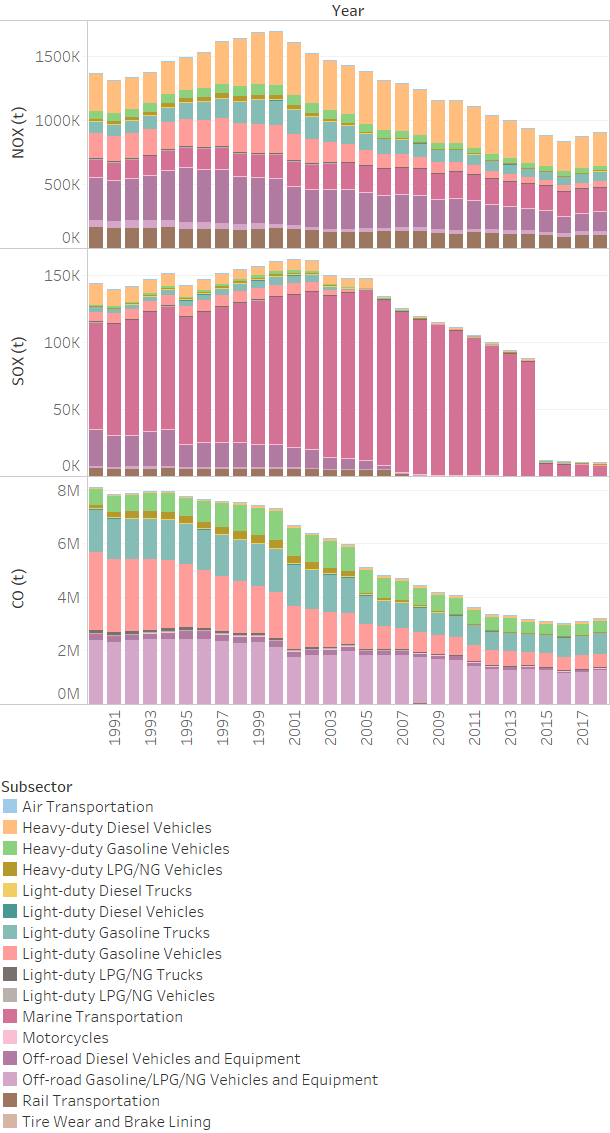 Year
NOX (t)
1500K
1000K
500K
0K
SOX (t)
150K
100K
50K
0K
CO (t)
8M
6M
4M
2M
0M
1991
1993
1995
1997
1999
2001
2003
2005
2007
2009
2011
2013
2015
2017
Subsector
Air Transportation
Heavy-duty Diesel Vehicles
Heavy-duty Gasoline Vehicles
Heavy-duty LPG/NG Vehicles
Light-duty Diesel Trucks
Light-duty Diesel Vehicles
Light-duty Gasoline Trucks
Light-duty Gasoline Vehicles
Light-duty LPG/NG Trucks
Light-duty LPG/NG Vehicles
Marine Transportation
Motorcycles
Off-road Diesel Vehicles and Equipment
Off-road Gasoline/LPG/NG Vehicles and Equipment
Rail Transportation
Tire Wear and Brake Lining